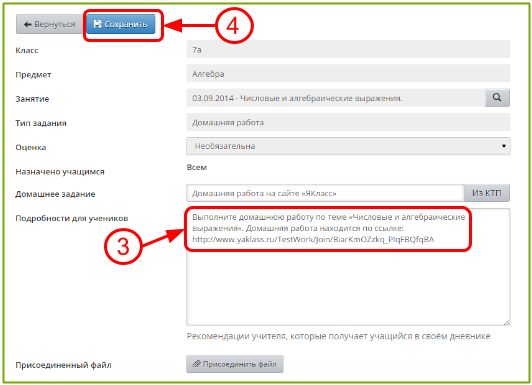 Вернуться Сохранить 4
Класс 7а
Предмет Алгебра
Занятие 03.09.2014 - Числовые и алгебраические выражения.
Тип задания Домашняя работа
Оценка Необязательна
Назначено учащимся Всем
Домашнее задание Домашняя работа на сайте «ЯКласс» Из КТП
Подробности для учеников Выполните домашнюю работу по теме «Числовые и алгебраические
выражения». Домашняя работа находится по ссылке:
http://www.yaklass.ru/TestWork/Join/BiarKmOZzkq_PIqFBQfqBA
3
Рекомендации учителя, которые получает учащийся в своём дневнике
Присоединенный файл Присоединить файл